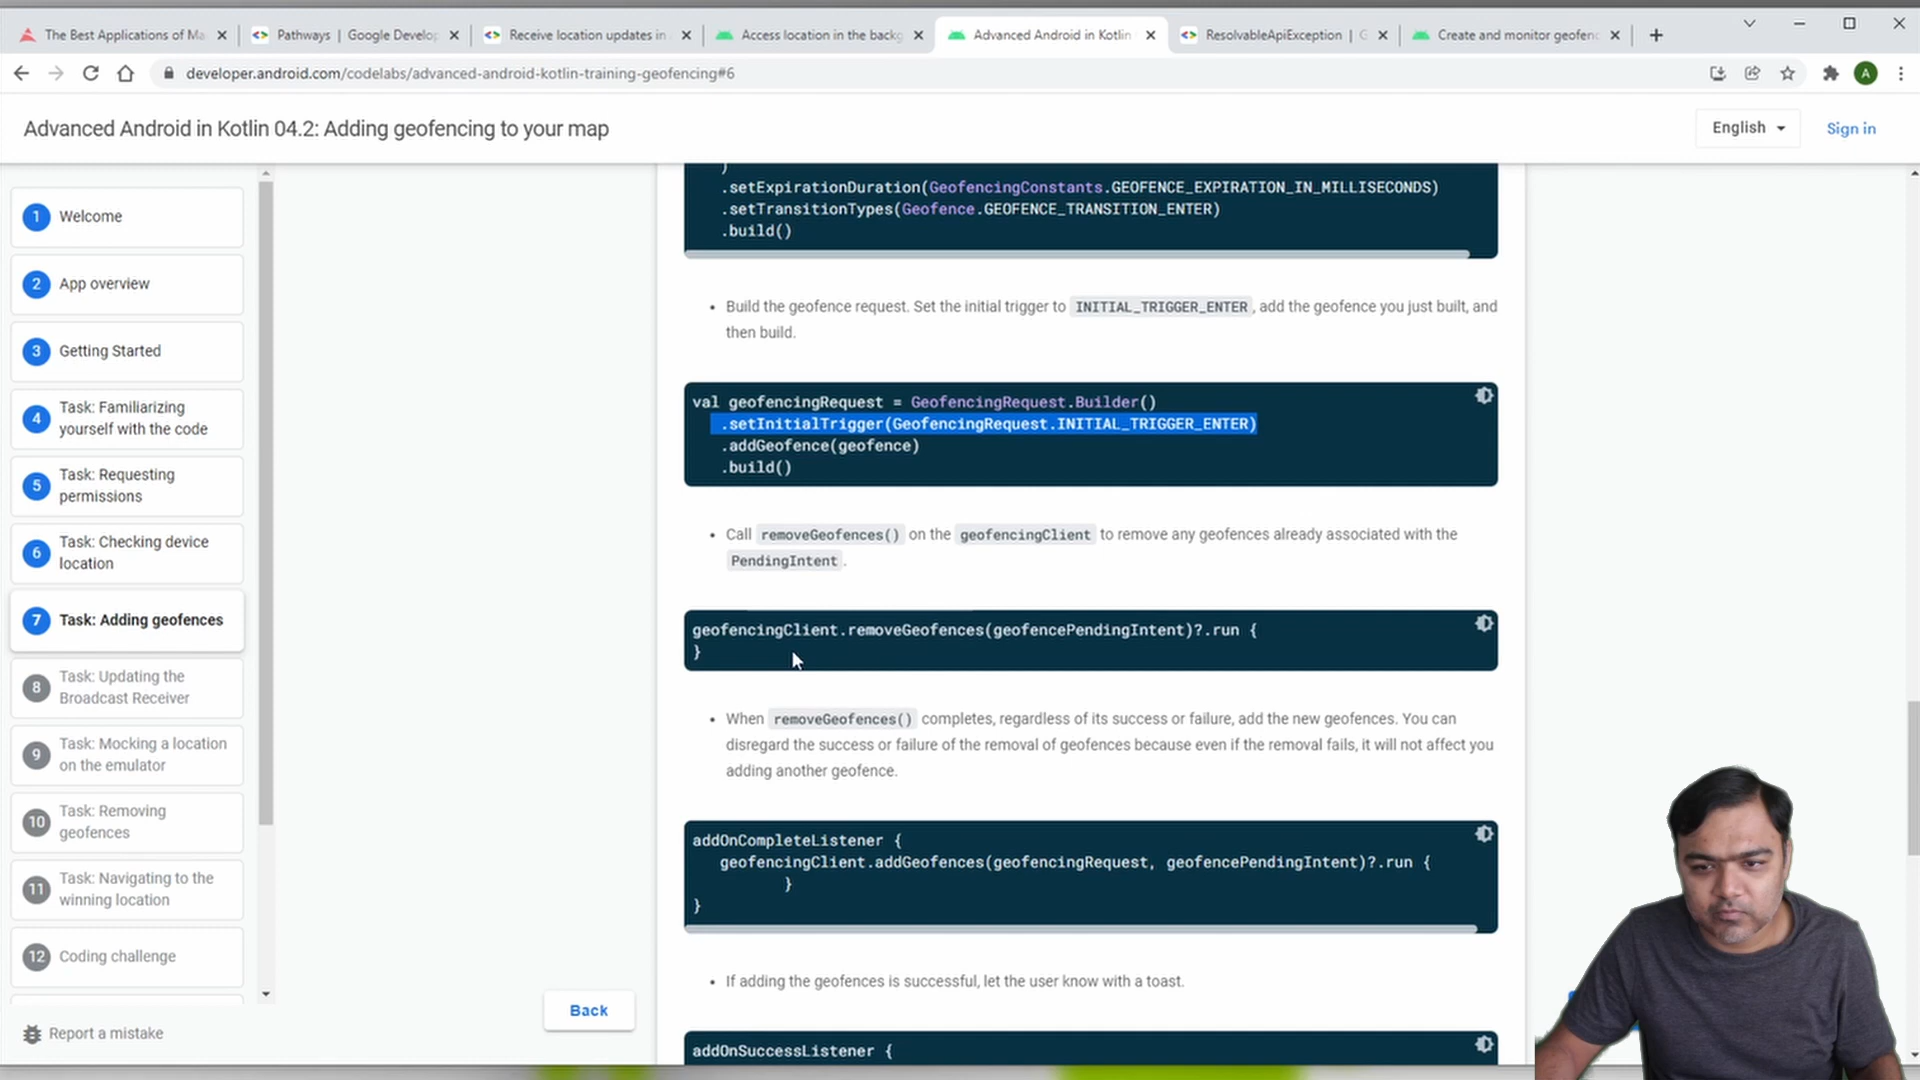 The Best Applications of Ma
Pathways | Google Develop
Receive location updates in
Access location in the backg
Advanced Android in Kotlin
ResolvableApiException | G
Create and monitor geofenc
developer.android.com/codelabs/advanced-android-kotlin-training-geofencing#6
A
Advanced Android in Kotlin 04.2: Adding geofencing to your map
English
Sign in
1 Welcome
2 App overview
3 Getting Started
4 Task: Familiarizing
yourself with the code
5 Task: Requesting
permissions
6 Task: Checking device
location
7 Task: Adding geofences
8 Task: Updating the
Broadcast Receiver
9 Task: Mocking a location
on the emulator
10 Task: Removing
geofences
11 Task: Navigating to the
winning location
12 Coding challenge
Report a mistake
)
.setExpirationDuration(GeofencingConstants.GEOFENCE_EXPIRATION_IN_MILLISECONDS)
.setTransitionTypes(Geofence.GEOFENCE_TRANSITION_ENTER)
.build()
• Build the geofence request. Set the initial trigger to INITIAL_TRIGGER_ENTER, add the geofence you just built, and
then build.
val geofencingRequest = GeofencingRequest.Builder()
.setInitialTrigger(GeofencingRequest.INITIAL_TRIGGER_ENTER)
.addGeofence(geofence)
.build()
• Call removeGeofences() on the geofencingClient to remove any geofences already associated with the
PendingIntent.
geofencingClient.removeGeofences(geofencePendingIntent)?.run {
}
• When removeGeofences() completes, regardless of its success or failure, add the new geofences. You can
disregard the success or failure of the removal of geofences because even if the removal fails, it will not affect you
adding another geofence.
addOnCompleteListener {
geofencingClient.addGeofences(geofencingRequest, geofencePendingIntent)?.run {
}
}
• If adding the geofences is successful, let the user know with a toast.
addOnSuccessListener {
Back